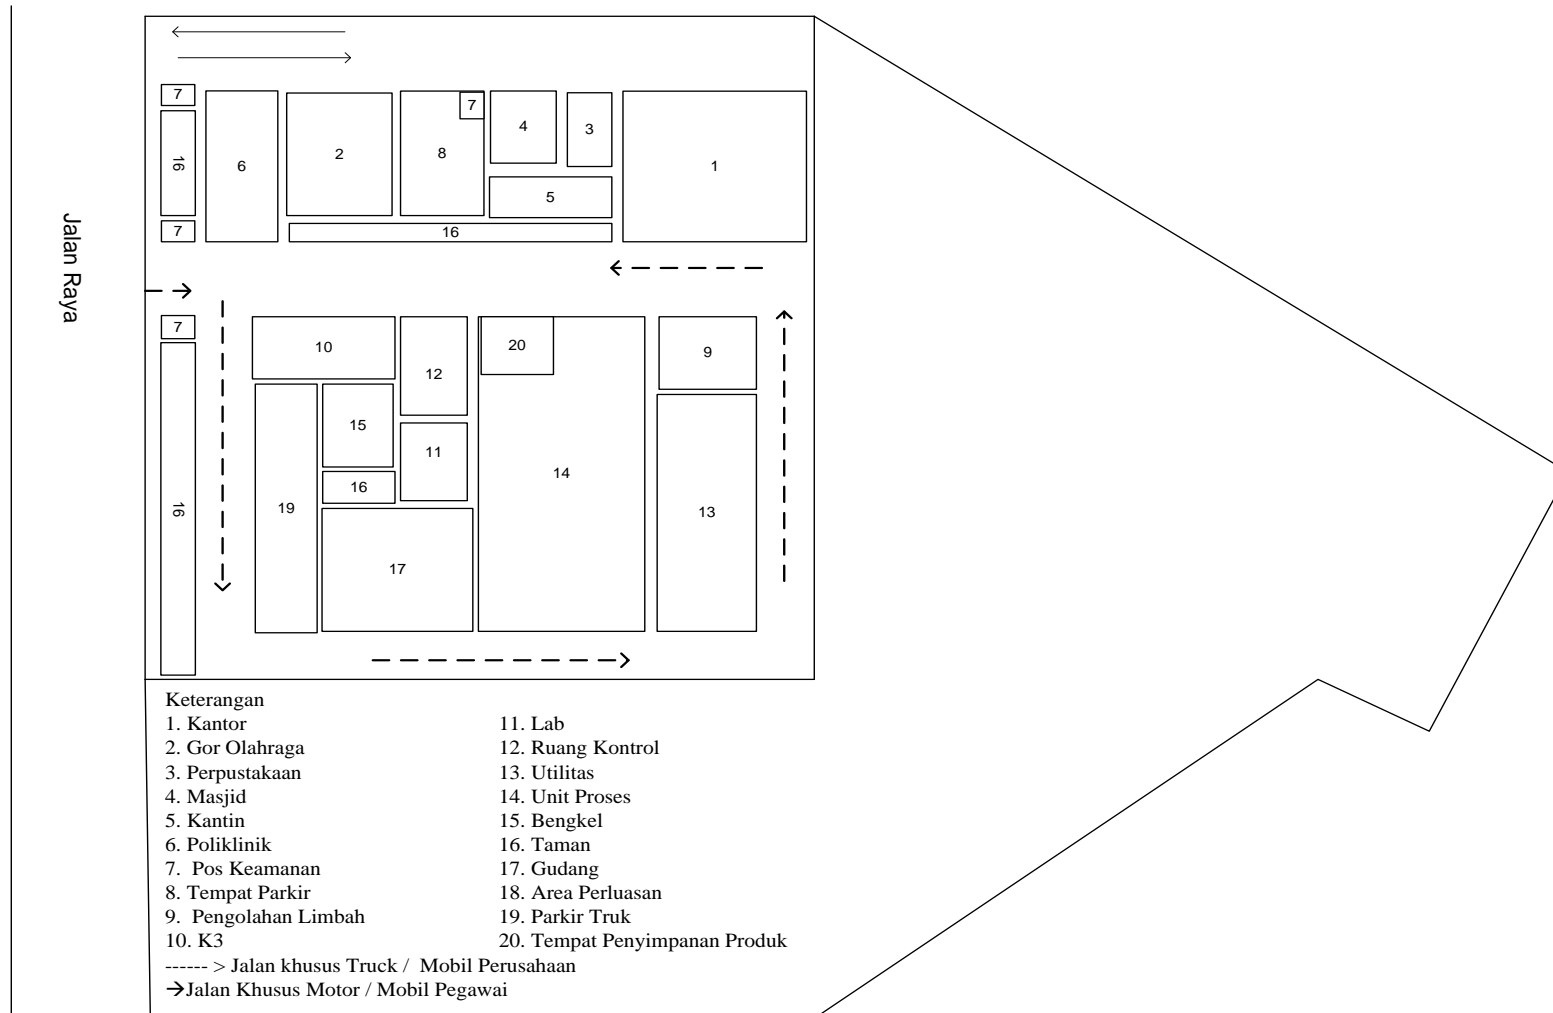 7
7
4
3
16
6
2
8
1
5
7
16
Jalan Raya
7
10
12
20
9
15
11
16
14
16
19
13
17
Keterangan
1. Kantor
2. Gor Olahraga
3. Perpustakaan
4. Masjid
5. Kantin
6. Poliklinik
7. Pos Keamanan
8. Tempat Parkir
9. Pengolahan Limbah
10. K3
11. Lab
12. Ruang Kontrol
13. Utilitas
14. Unit Proses
15. Bengkel
16. Taman
17. Gudang
18. Area Perluasan
19. Parkir Truk
20. Tempat Penyimpanan Produk
------ > Jalan khusus Truck / Mobil Perusahaan
→Jalan Khusus Motor / Mobil Pegawai